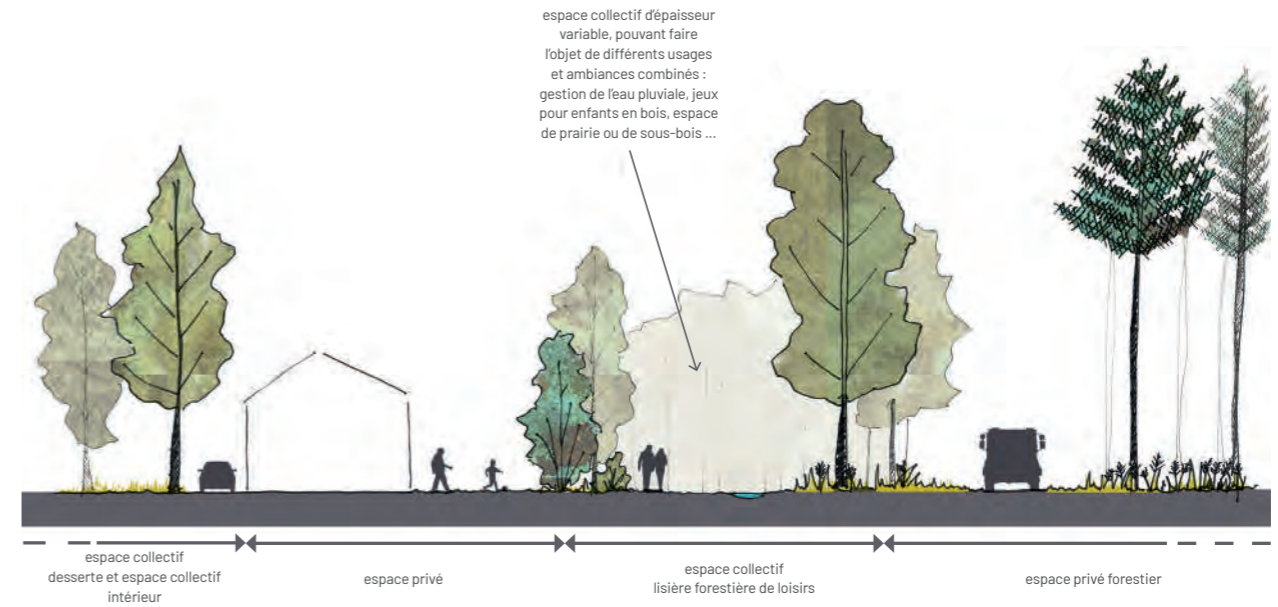 espace collectif d'épaisseur
variable, pouvant faire
l'objet de différents usages
et ambiances combinés :
gestion de l'eau pluviale, jeux
pour enfants en bois, espace
de prairie ou de sous-bois ...
espace collectif
desserte et espace collectif
intérieur
espace privé
espace collectif
lisière forestière de loisirs
espace privé forestier